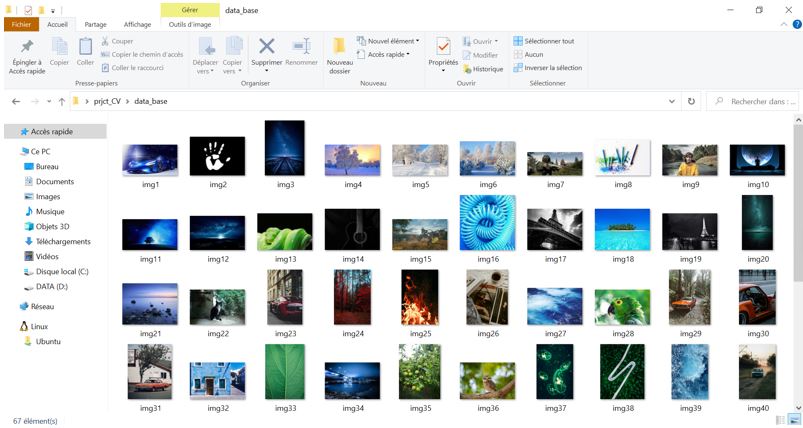 Gérer
data_base
Fichier
Accueil
Partage
Affichage
Outils d'image
Épingler à
Accès rapide
Copier
Coller
Couper
Copier le chemin d'accès
Coller le raccourci
Presse-papiers
Déplacer
vers
Copier
vers
Supprimer
Renommer
Organiser
Nouveau
dossier
Nouvel élément
Accès rapide
Nouveau
Propriétés
Ouvrir
Modifier
Historique
Ouvrir
Sélectionner tout
Aucun
Inverser la sélection
Sélectionner
prjct_CV > data_base
Rechercher dans : ...
Accès rapide
Ce PC
Bureau
Documents
Images
Musique
Objets 3D
Téléchargements
Vidéos
Disque local (C:)
DATA (D:)
Réseau
Linux
Ubuntu
img1 img2 img3 img4 img5 img6 img7 img8 img9 img10
img11 img12 img13 img14 img15 img16 img17 img18 img19 img20
img21 img22 img23 img24 img25 img26 img27 img28 img29 img30
img31 img32 img33 img34 img35 img36 img37 img38 img39 img40
67 élément(s)